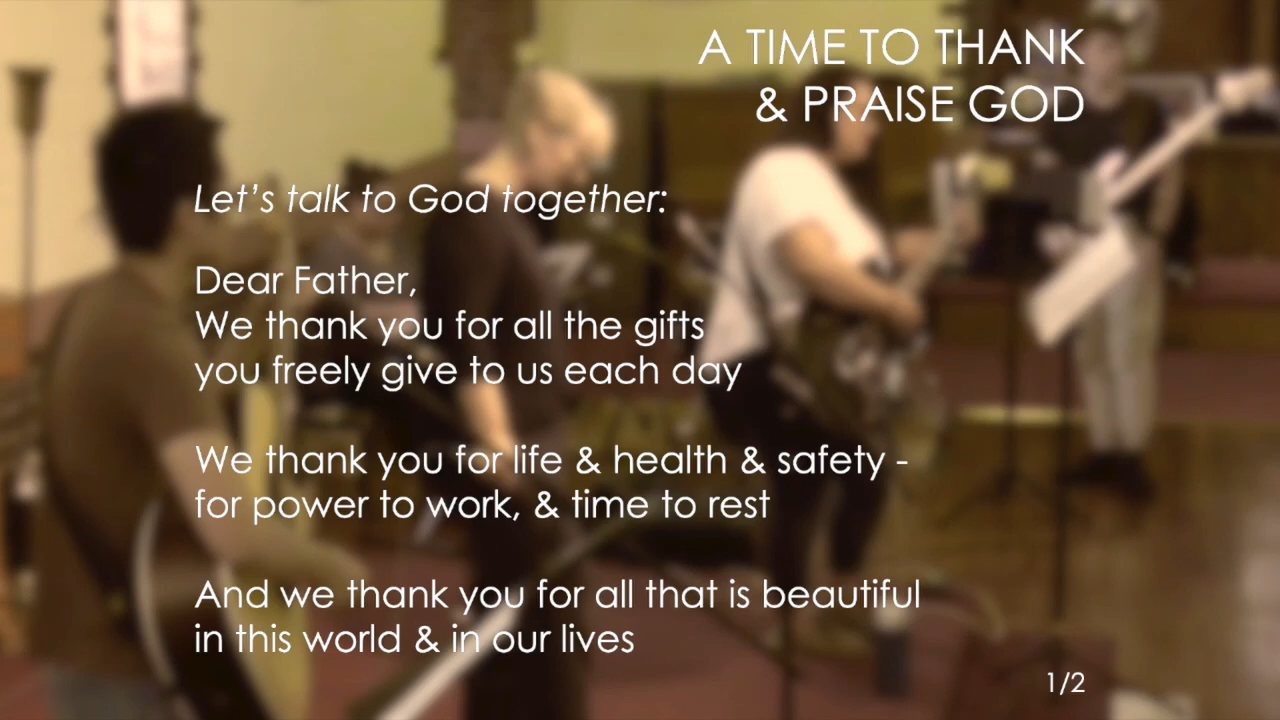 A TIME TO THANK
& PRAISE GOD
Let's talk to God together:
Dear Father,
We thank you for all the gifts
you freely give to us each day
We thank you for life & health & safety -
for power to work, & time to rest
And we thank you for all that is beautiful
in this world & in our lives
1/2